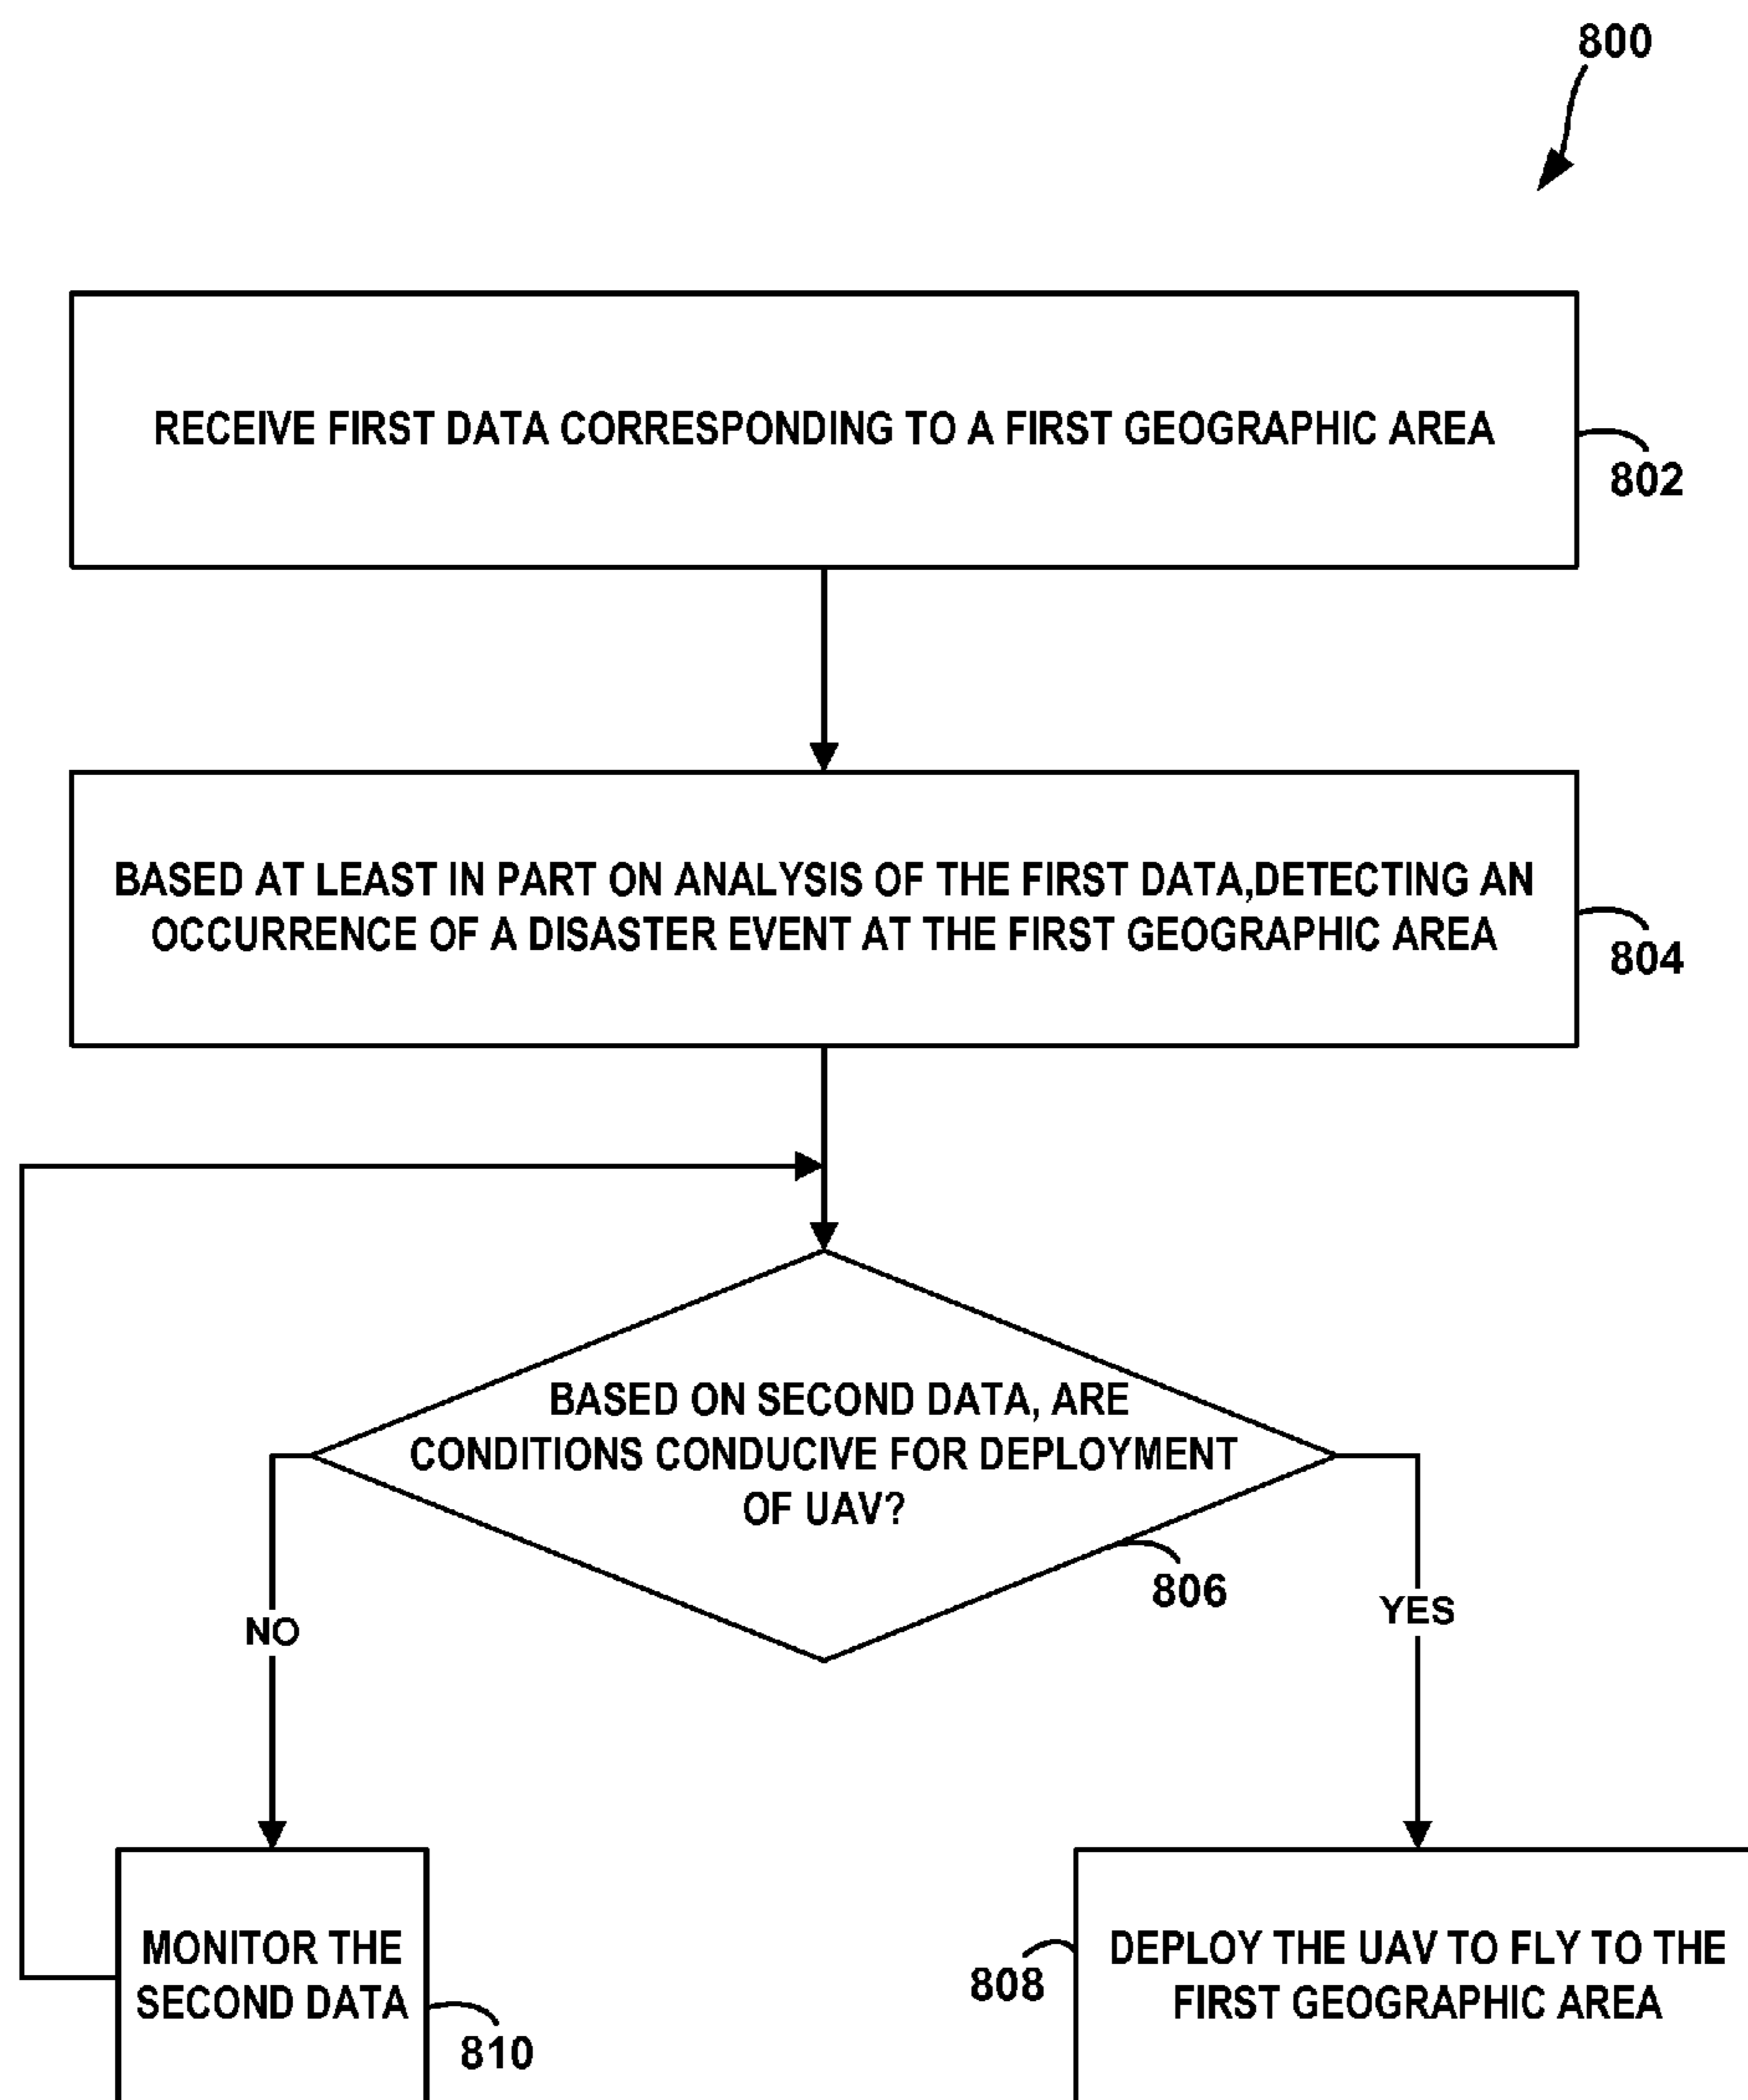 800
RECEIVE FIRST DATA CORRESPONDING TO A FIRST GEOGRAPHIC AREA
802
BASED AT LEAST IN PART ON ANALYSIS OF THE FIRST DATA,DETECTING AN
OCCURRENCE OF A DISASTER EVENT AT THE FIRST GEOGRAPHIC AREA
804
BASED ON SECOND DATA, ARE
CONDITIONS CONDUCIVE FOR DEPLOYMENT
OF UAV?
806
NO
YES
MONITOR THE
SECOND DATA
810
808
DEPLOY THE UAV TO FLY TO THE
FIRST GEOGRAPHIC AREA